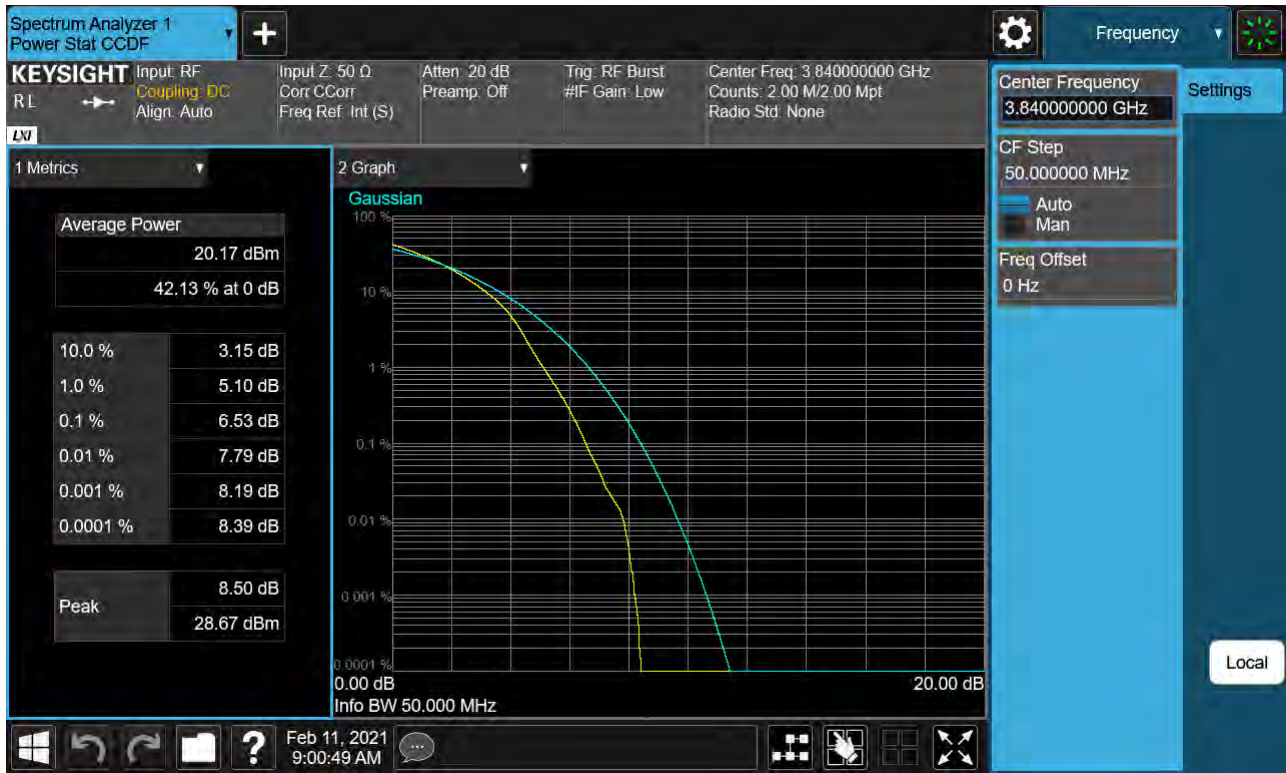 Spectrum Analyzer 1
Power Stat CCDF
+
Frequency
KEYSIGHT
RL
LXI
Input: RF
Coupling: DC
Align: Auto
Input Z: 50 Ω
Corr CCorr
Freq Ref: Int (S)
Atten: 20 dB
Preamp: Off
Trig: RF Burst
#IF Gain: Low
Center Freq: 3.840000000 GHz
Counts: 2.00 M/2.00 Mpt
Radio Std: None
Center Frequency
3.840000000 GHz
Settings
CF Step
50.000000 MHz
Auto
Man
Freq Offset
0 Hz
1 Metrics
Average Power
20.17 dBm
42.13 % at 0 dB
10.0 % 3.15 dB
1.0 % 5.10 dB
0.1 % 6.53 dB
0.01 % 7.79 dB
0.001 % 8.19 dB
0.0001 % 8.39 dB
Peak
8.50 dB
28.67 dBm
2 Graph
Gaussian
100 %
10 %
1 %
0.1 %
0.01 %
0.001 %
0.0001 %
0.00 dB 20.00 dB
Info BW 50.000 MHz
Local
?
Feb 11, 2021
9:00:49 AM